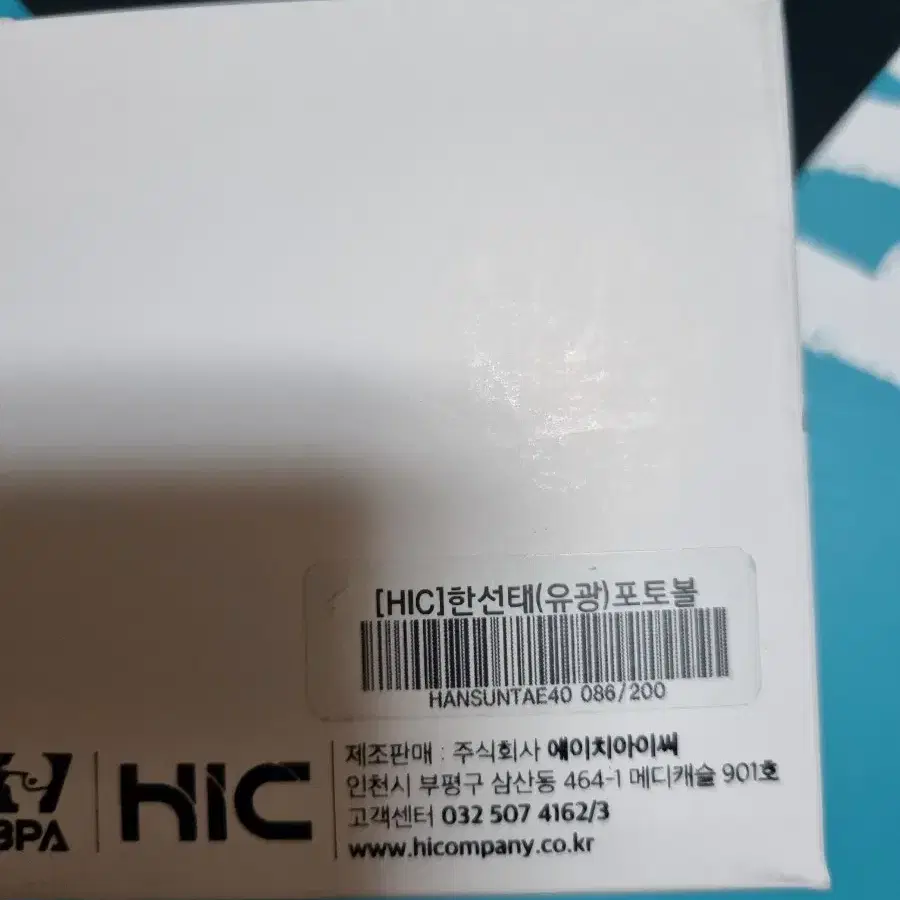 [HIC]한선태(유광)포토볼
HANSUNTAE40 086/200
BPA
HIC
제조판매 : 주식회사 에이치아이씨
인천시 부평구 삼산동 464-1 메디캐슬 901호
고객센터 032 507 4162/3
www.hicompany.co.kr